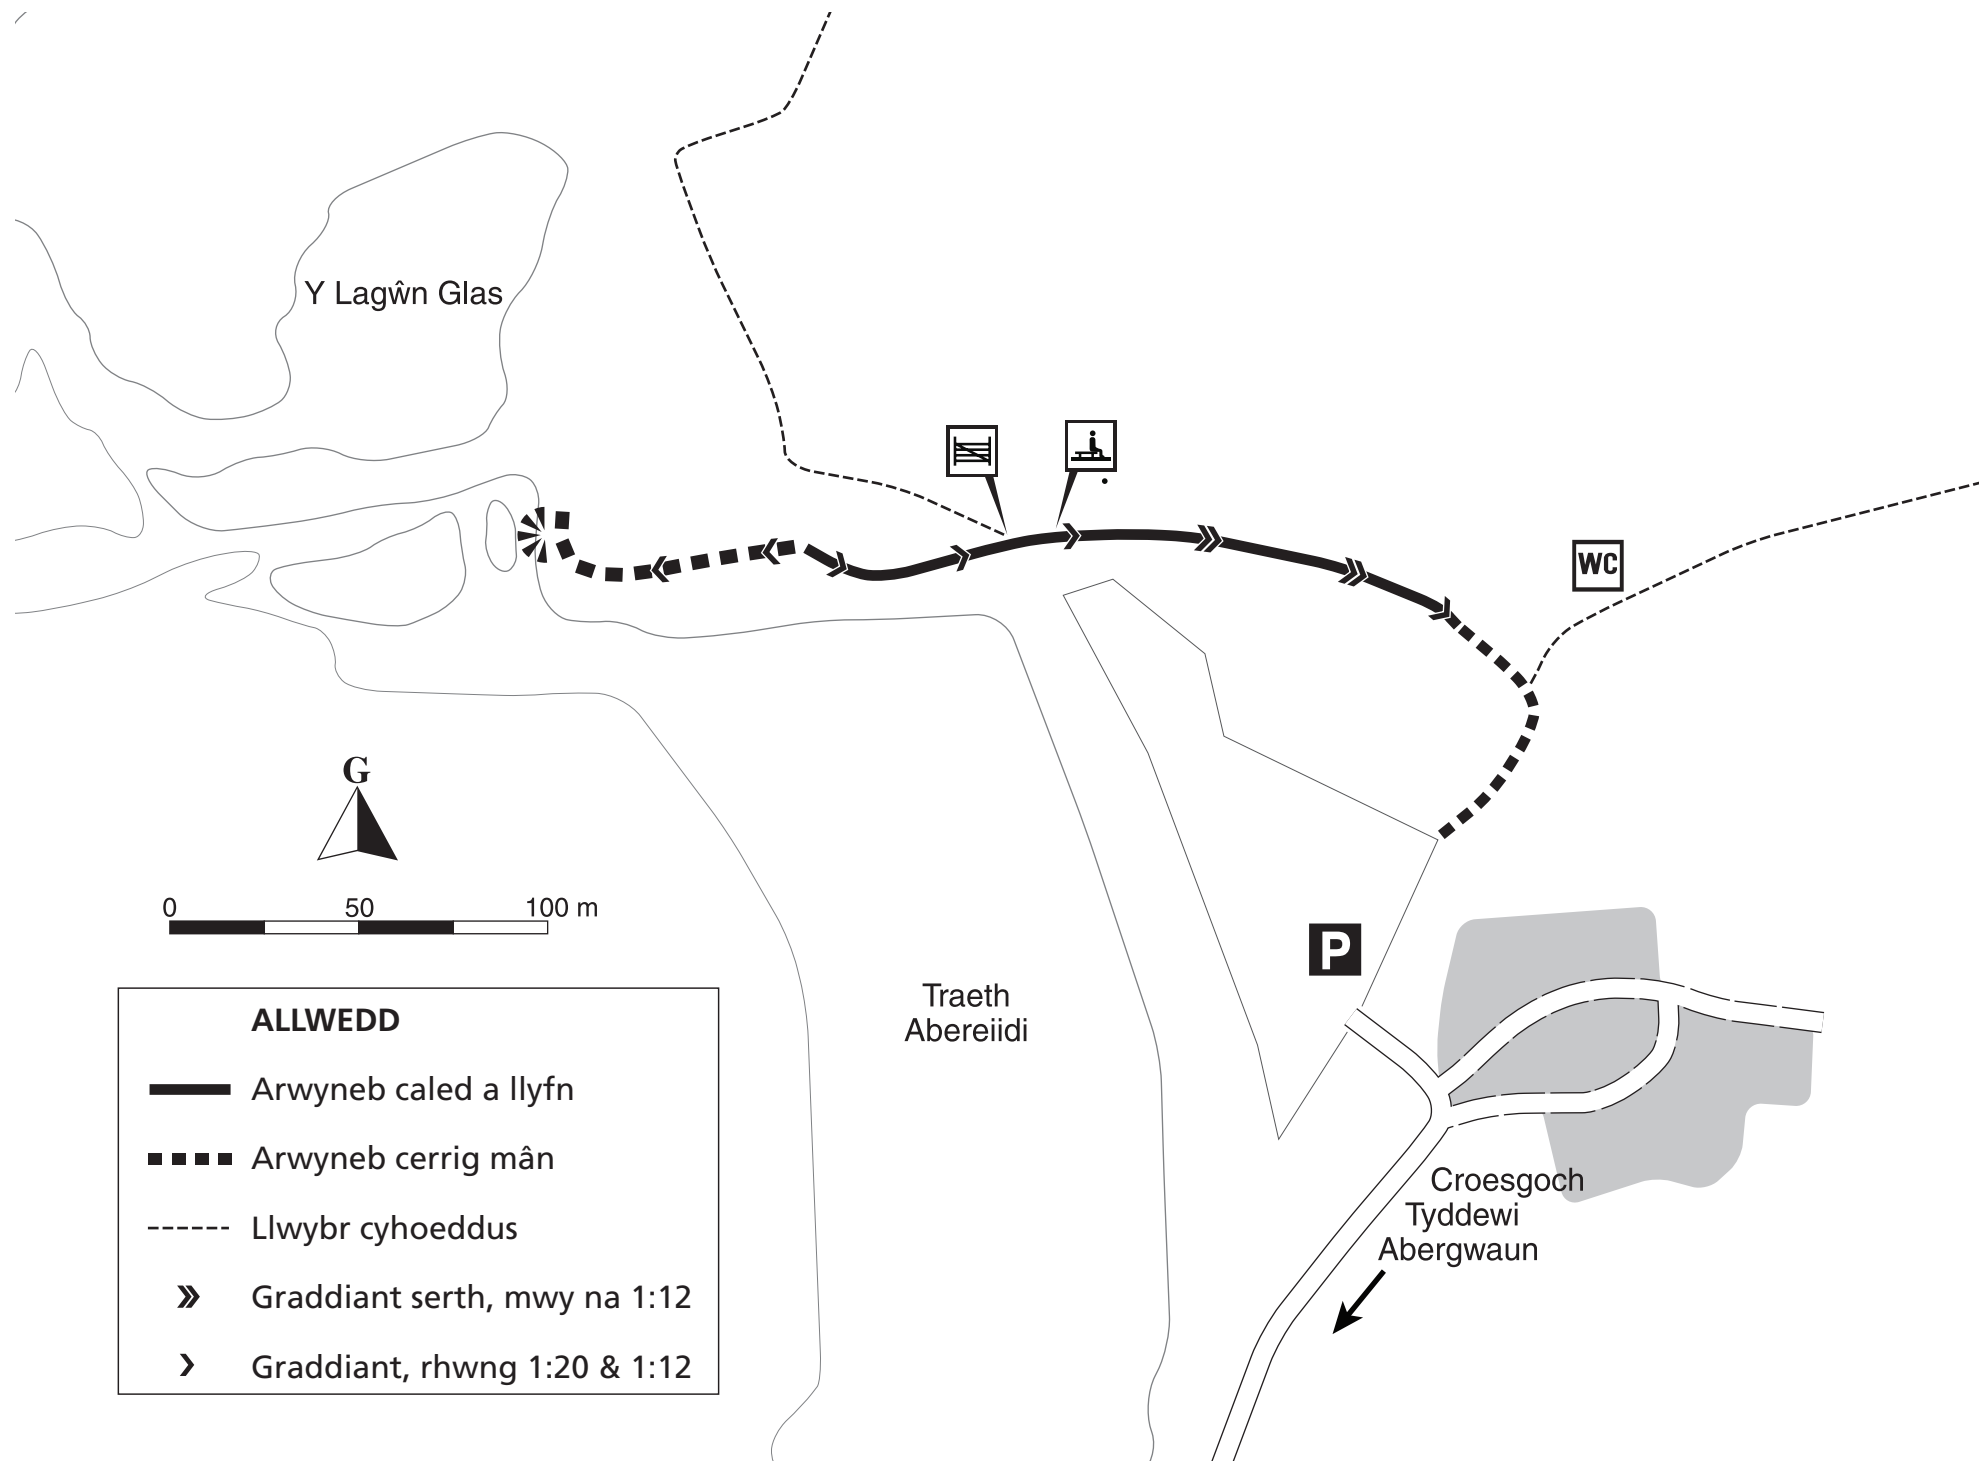 Y Lagŵn Glas
WC
G
0 50 100 m
P
Traeth
Abereiidi
ALLWEDD
Arwyneb caled a llyfn
Arwyneb cerrig mân
Llwybr cyhoeddus
Graddiant serth, mwy na 1:12
Graddiant, rhwng 1:20 & 1:12
Croesgoch
Tyddewi
Abergwaun